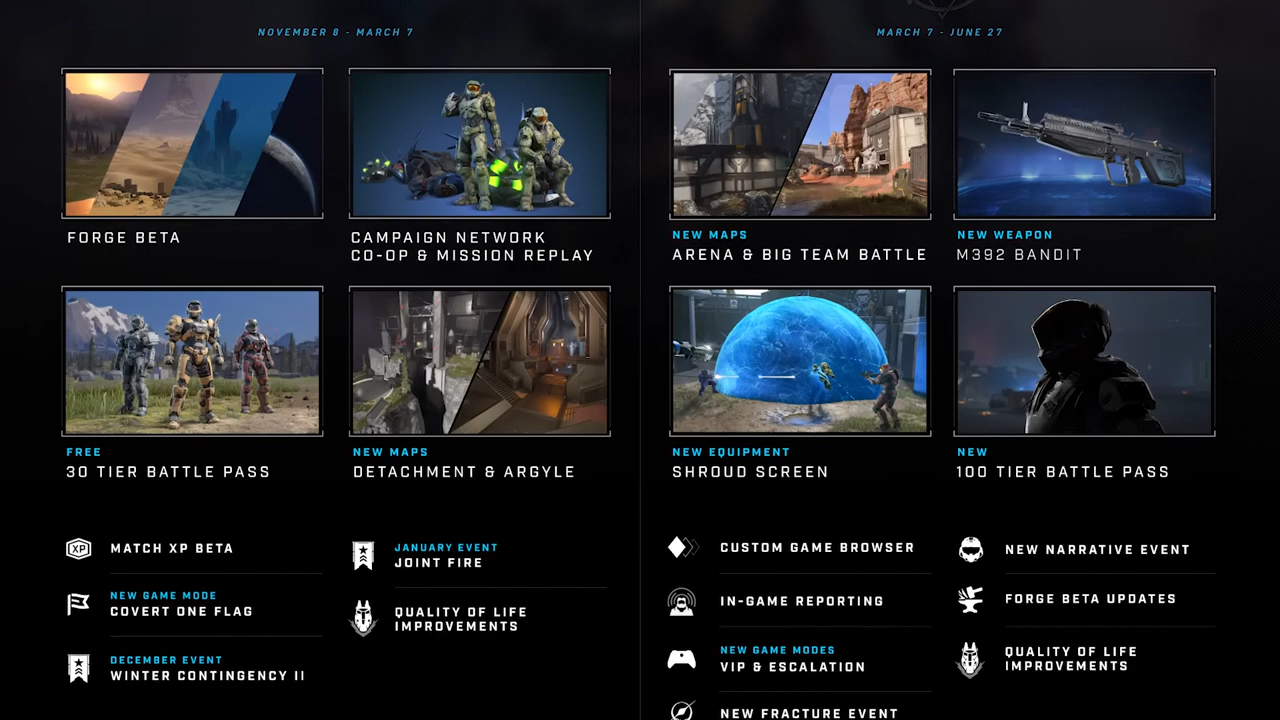 NOVEMBER 8 - MARCH 7
FORGE BETA
CAMPAIGN NETWORK
CO-OP & MISSION REPLAY
FREE
30 TIER BATTLE PASS
NEW MAPS
DETACHMENT & ARGYLE
XP
MATCH XP BETA
NEW GAME MODE
COVERT ONE FLAG
DECEMBER EVENT
WINTER CONTINGENCY II
JANUARY EVENT
JOINT FIRE
QUALITY OF LIFE
IMPROVEMENTS
MARCH 7 - JUNE 27
NEW MAPS
ARENA & BIG TEAM BATTLE
NEW WEAPON
M392 BANDIT
NEW EQUIPMENT
SHROUD SCREEN
NEW
100 TIER BATTLE PASS
CUSTOM GAME BROWSER
IN-GAME REPORTING
NEW GAME MODES
VIP & ESCALATION
NEW FRACTURE EVENT
NEW NARRATIVE EVENT
FORGE BETA UPDATES
QUALITY OF LIFE
IMPROVEMENTS